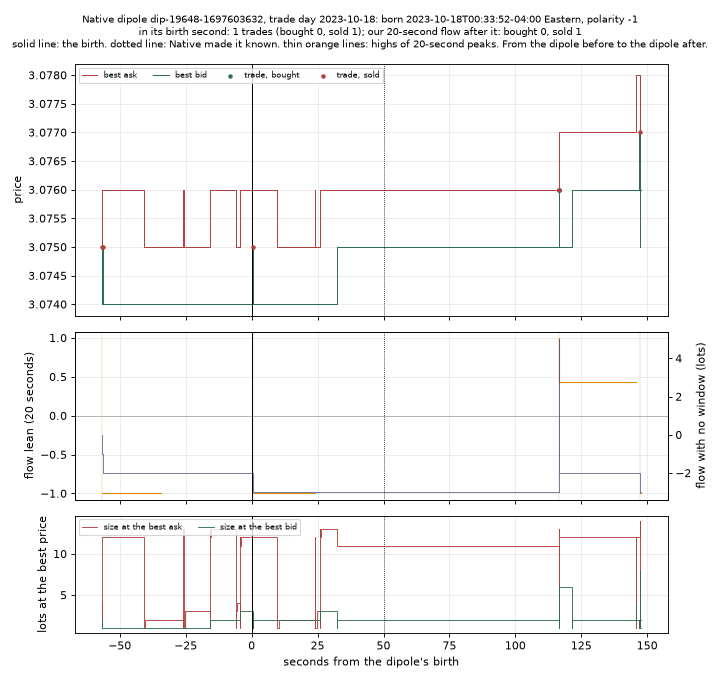 Native dipole dip-19648-1697603632, trade day 2023-10-18: born 2023-10-18T00:33:52-04:00 Eastern, polarity -1
in its birth second: 1 trades (bought 0, sold 1); our 20-second flow after it: bought 0, sold 1
solid line: the birth. dotted line: Native made it known. thin orange lines: highs of 20-second peaks. From the dipole before to the dipole after.
best ask
best bid
trade, bought
trade, sold
3.0780
3.0775
3.0770
3.0765
3.0760
3.0755
3.0750
3.0745
3.0740
price
1.0
0.5
0.0
−0.5
−1.0
flow lean (20 seconds)
4
2
0
−2
flow with no window (lots)
size at the best ask
size at the best bid
10
5
lots at the best price
−50
−25
0
25
50
75
100
125
150
seconds from the dipole's birth